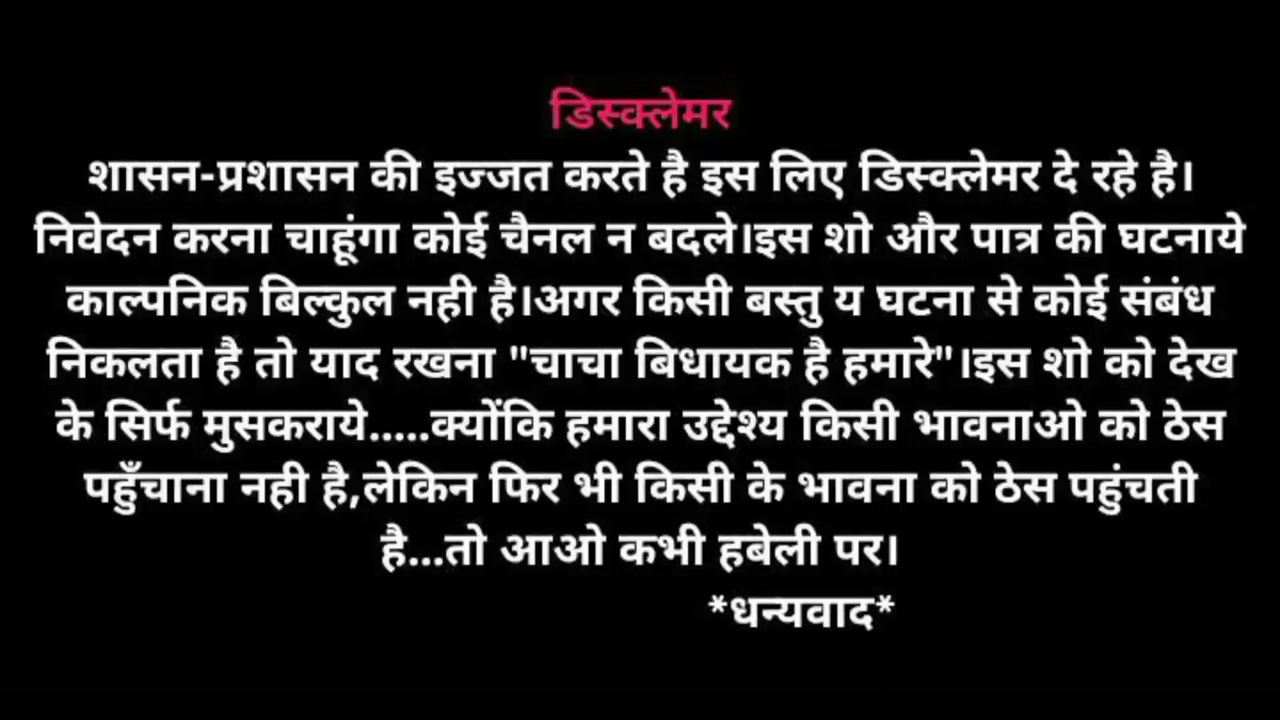 डिस्क्लेमर
शासन-प्रशासन की इज्जत करते है इस लिए डिस्क्लेमर दे रहे है।
निवेदन करना चाहूंगा कोई चैनल न बदले।इस शो और पात्र की घटनाये
काल्पनिक बिल्कुल नही है।अगर किसी बस्तु य घटना से कोई संबंध
निकलता है तो याद रखना "चाचा बिधायक है हमारे"।इस शो को देख
के सिर्फ मुसकराये.....क्योंकि हमारा उद्देश्य किसी भावनाओ को ठेस
पहुँचाना नही है,लेकिन फिर भी किसी के भावना को ठेस पहुंचती
है...तो आओ कभी हबेली पर।
*धन्यवाद*